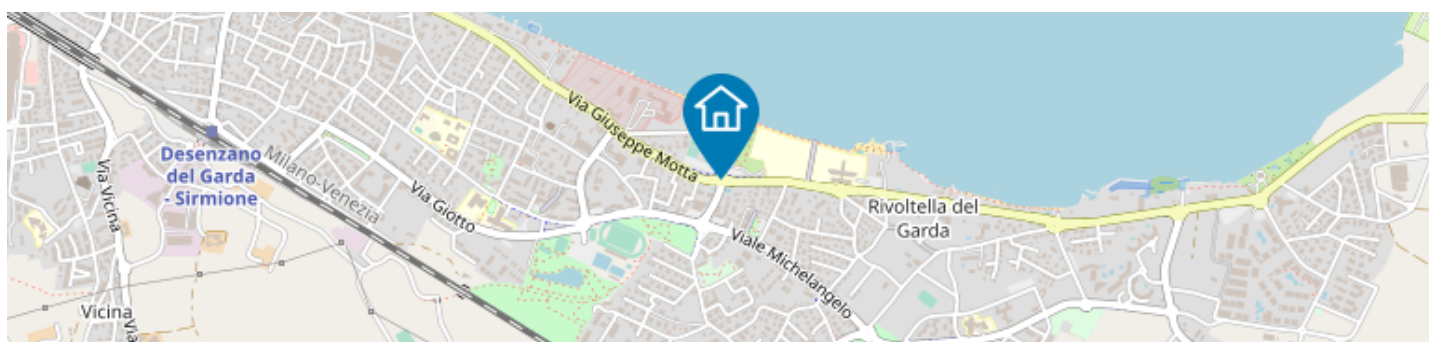 Via Giuseppe Motta
Desenzano
del Garda
- Sirmione
Milano-Venezia
Via Vicina
Via Giotto
Rivoltella del
Garda
Viale Michelangelo
Vicina
Via